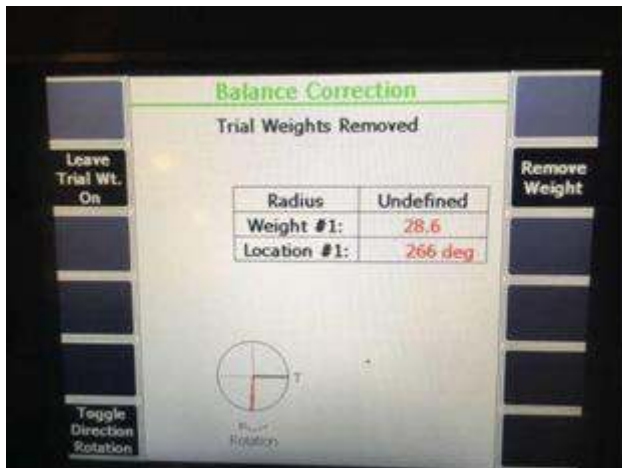 Balance Correction
Trial Weights Removed
Leave
Trial Wt.
On
Remove
Weight
Radius Undefined
Weight #1: 28.6
Location #1: 266 deg
T
Rotation
Toggle
Direction
Rotation